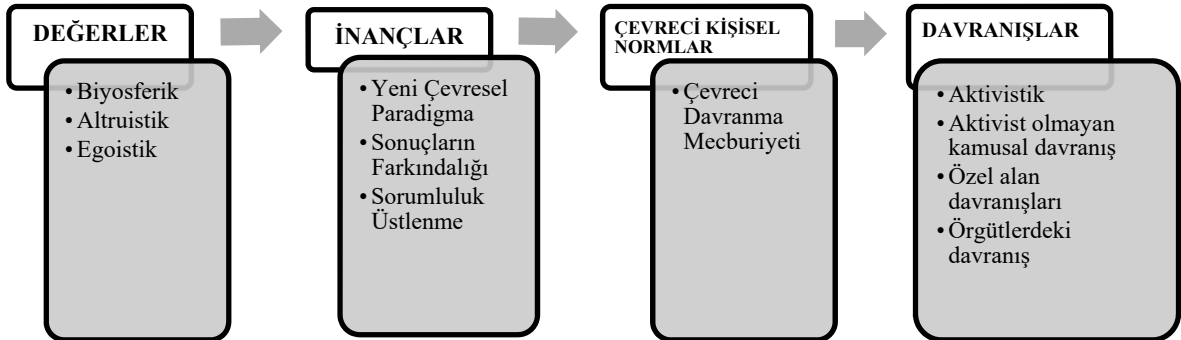 DEĞERLER
• Biyosferik
• Altruistik
• Egoistik
İNANÇLAR
• Yeni Çevresel
Paradigma
• Sonuçların
Farkındalığı
• Sorumluluk
Üstlenme
ÇEVRECİ KİŞİSEL
NORMLAR
• Çevreci
Davranma
Mecburiyeti
DAVRANIŞLAR
• Aktivistik
• Aktivist olmayan
kamusal davranış
• Özel alan
davranışları
• Örgütlerdeki
davranış